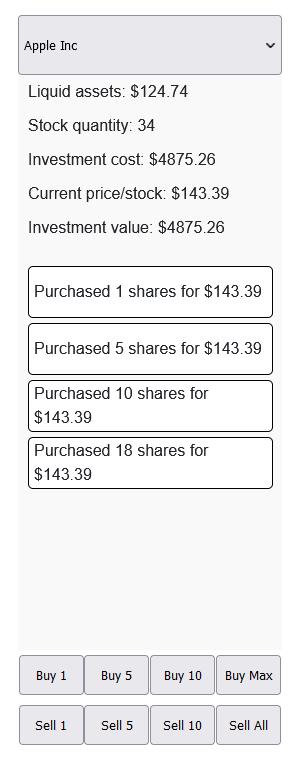 Apple Inc
Liquid assets: $124.74
Stock quantity: 34
Investment cost: $4875.26
Current price/stock: $143.39
Investment value: $4875.26
Purchased 1 shares for $143.39
Purchased 5 shares for $143.39
Purchased 10 shares for
$143.39
Purchased 18 shares for
$143.39
Buy 1 Buy 5 Buy 10 Buy Max
Sell 1 Sell 5 Sell 10 Sell All